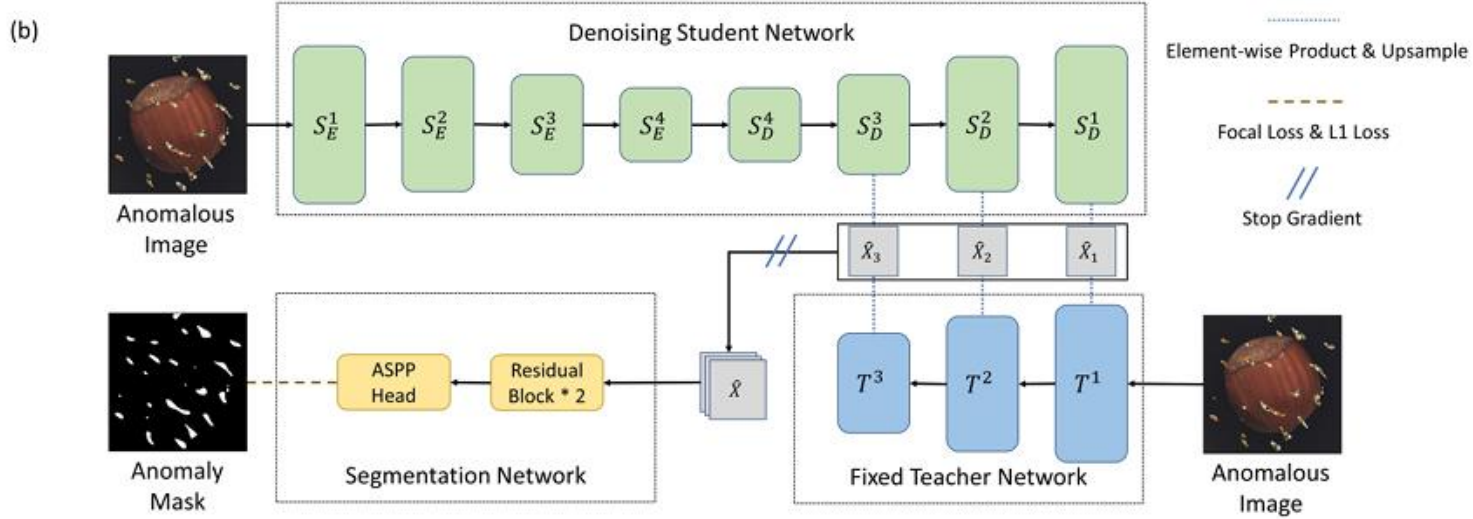 (b)
Denoising Student Network
Element-wise Product & Upsample
Focal Loss & L1 Loss
Stop Gradient
Anomalous
Image
S_E^1
S_E^2
S_E^3
S_E^4
S_D^4
S_D^3
S_D^2
S_D^1
X̂_3
X̂_2
X̂_1
Anomaly
Mask
ASPP
Head
Residual
Block * 2
Segmentation Network
X̂
T^3
T^2
T^1
Fixed Teacher Network
Anomalous
Image